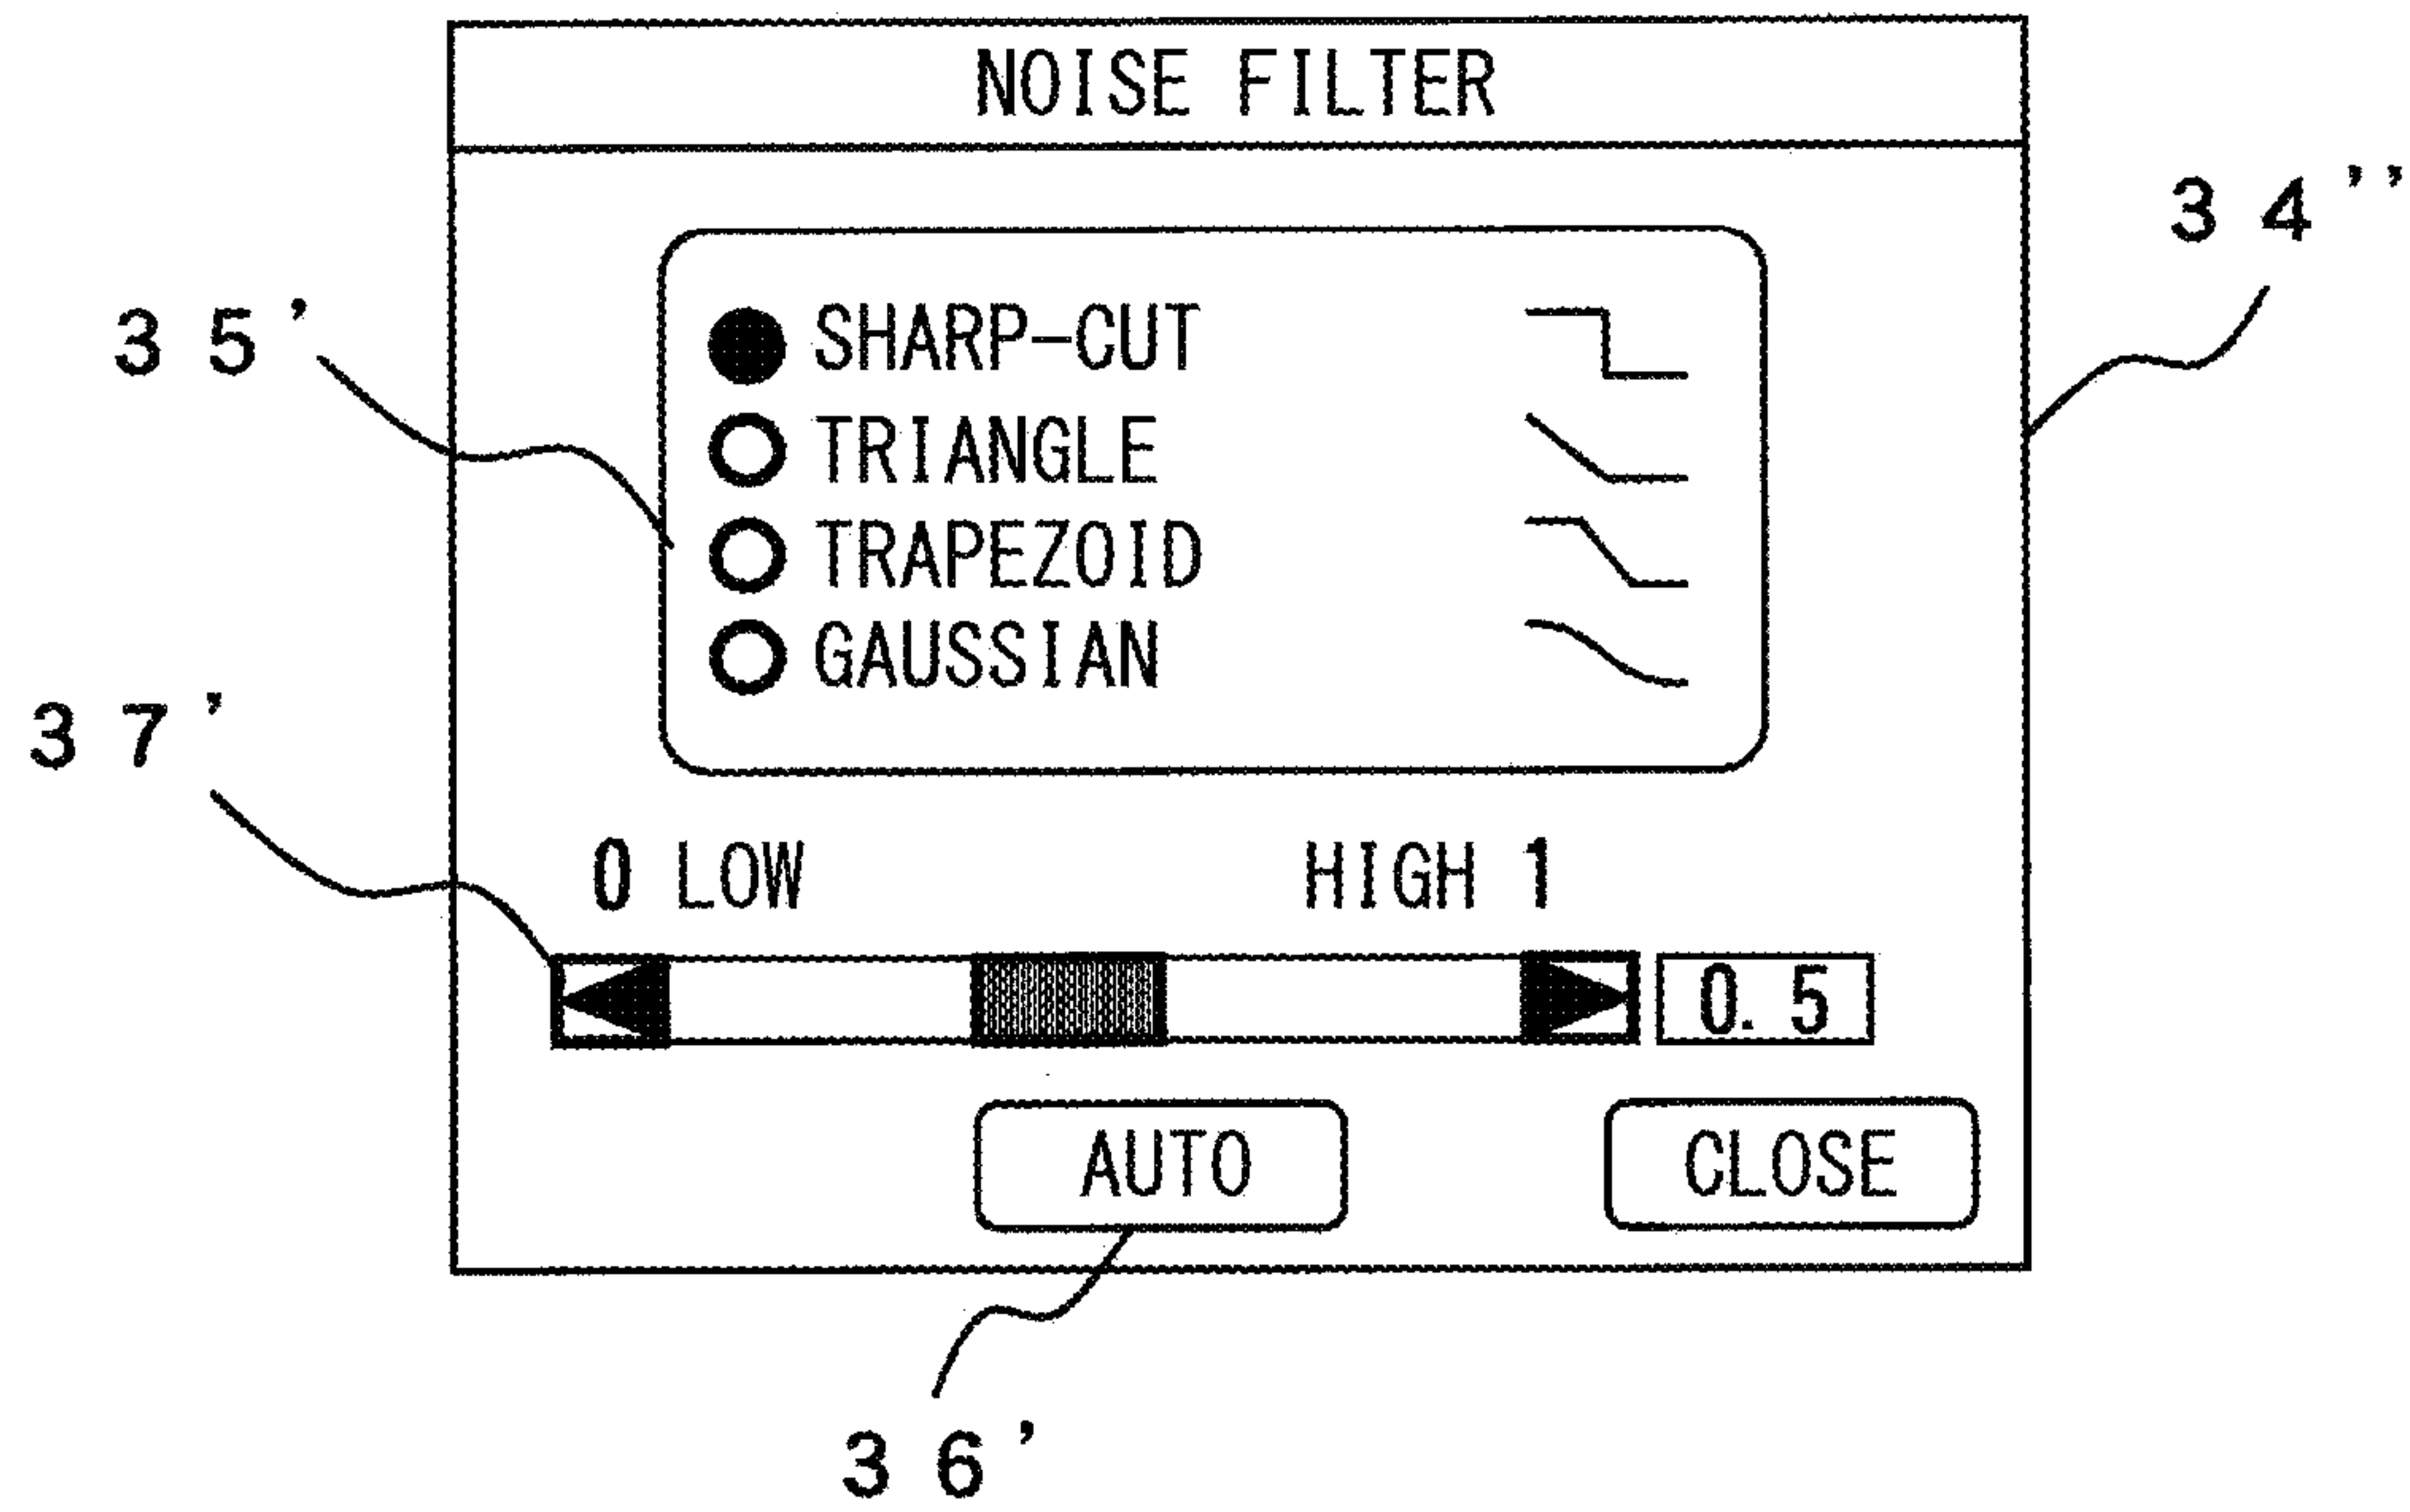 NOISE FILTER
34''
35'
SHARP-CUT
TRIANGLE
TRAPEZOID
GAUSSIAN
37'
0 LOW HIGH 1
0.5
AUTO CLOSE
36'